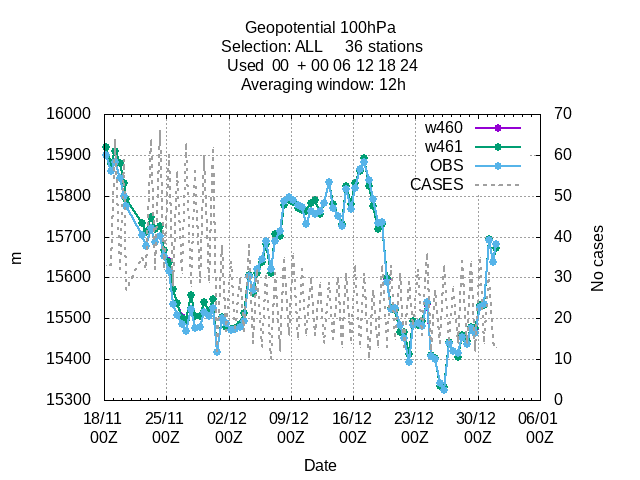 Geopotential 100hPa
Selection: ALL     36 stations
Used  00  + 00 06 12 18 24
Averaging window: 12h
16000
15900
15800
15700
15600
15500
15400
15300
m
70
60
50
40
30
20
10
0
No cases
w460
w461
OBS
CASES
18/11 25/11 02/12 09/12 16/12 23/12 30/12 06/01
00Z 00Z 00Z 00Z 00Z 00Z 00Z 00Z
Date